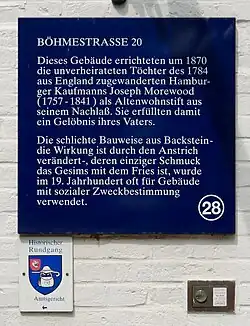 BÖHMESTRASSE 20
Dieses Gebäude errichteten um 1870
die unverheirateten Töchter des 1784
aus England zugewanderten Hambur-
ger Kaufmanns Joseph Morewood
(1757-1841) als Altenwohnstift aus
seinem Nachlaß. Sie erfüllten damit
ein Gelöbnis ihres Vaters.
Die schlichte Bauweise aus Backstein-
die Wirkung ist durch den Anstrich
verändert-, deren einziger Schmuck
das Gesims mit dem Fries ist, wurde
im 19. Jahrhundert oft für Gebäude
mit sozialer Zweckbestimmung
verwendet.
28
Historischer
Rundgang
Amtsgericht